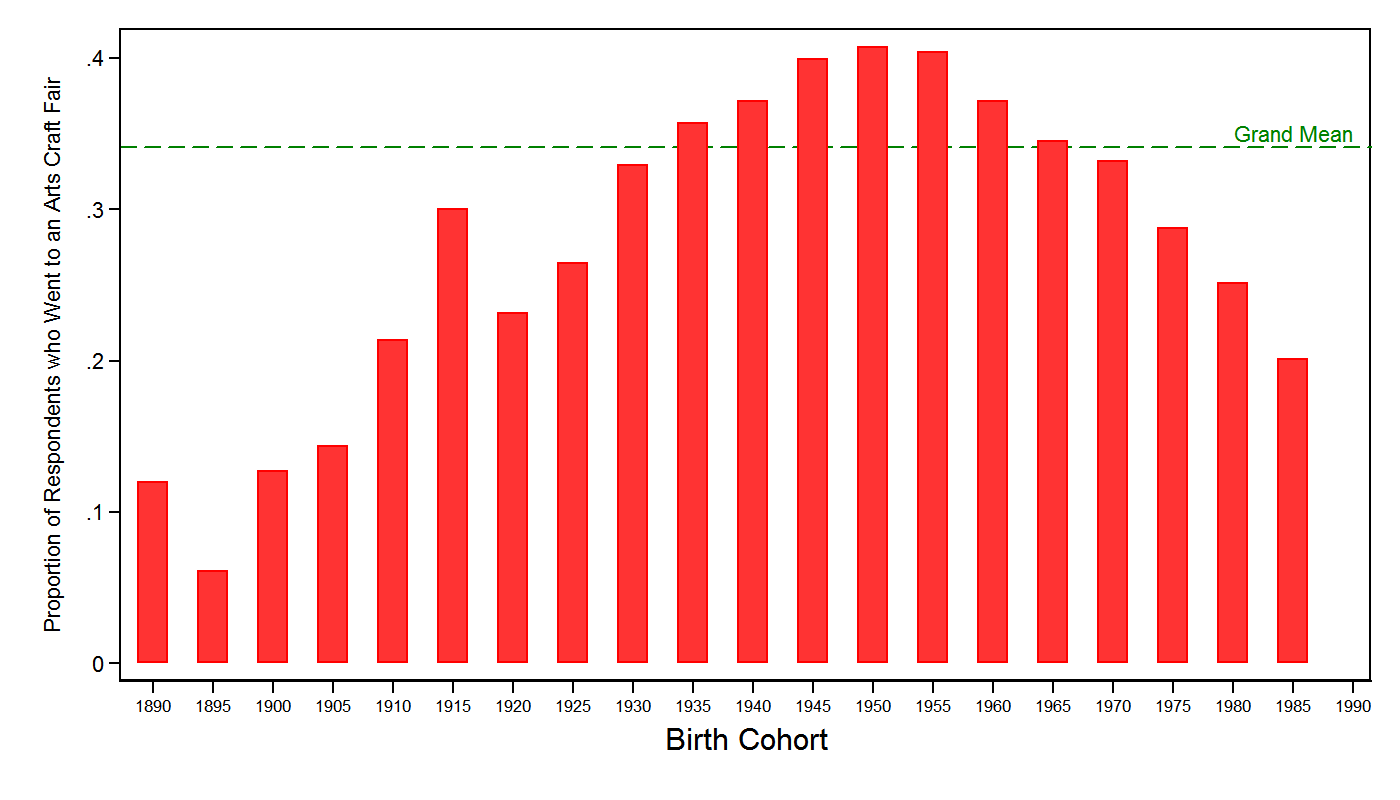 Proportion of Respondents who Went to an Arts Craft Fair
.4
.3
.2
.1
0
Grand Mean
1890 1895 1900 1905 1910 1915 1920 1925 1930 1935 1940 1945 1950 1955 1960 1965 1970 1975 1980 1985 1990
Birth Cohort